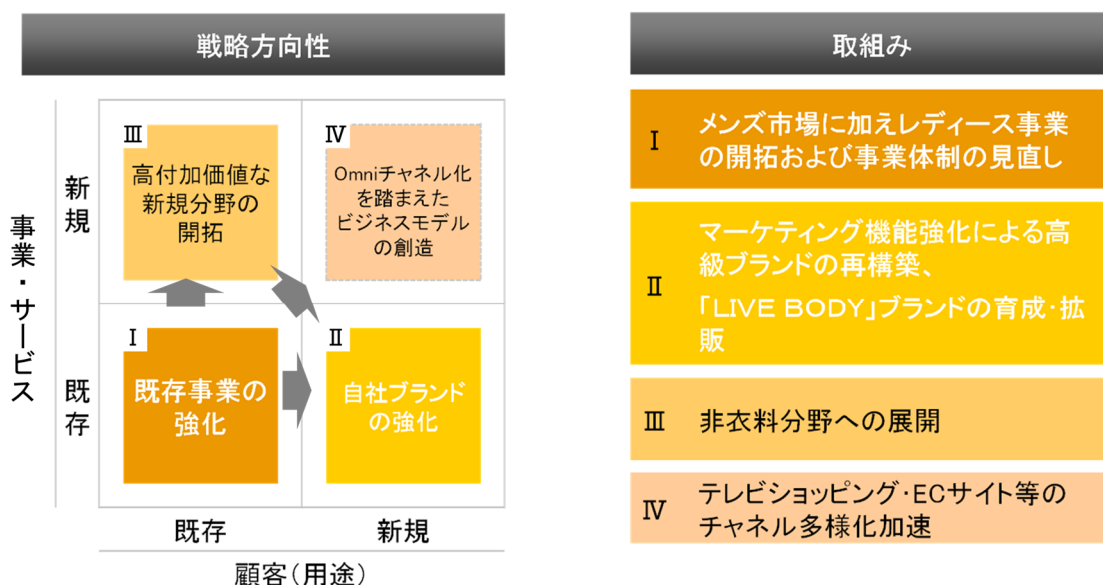 戦略方向性
事業・サービス
新規
既存
Ⅲ
高付加価値な
新規分野の
開拓
Ⅳ
Omniチャネル化
を踏まえた
ビジネスモデル
の創造
Ⅰ
既存事業の
強化
Ⅱ
自社ブランド
の強化
既存
新規
顧客(用途)
取組み
Ⅰ
メンズ市場に加えレディース事業
の開拓および事業体制の見直し
Ⅱ
マーケティング機能強化による高
級ブランドの再構築、
「LIVE BODY」ブランドの育成・拡
販
Ⅲ
非衣料分野への展開
Ⅳ
テレビショッピング・ECサイト等の
チャネル多様化加速